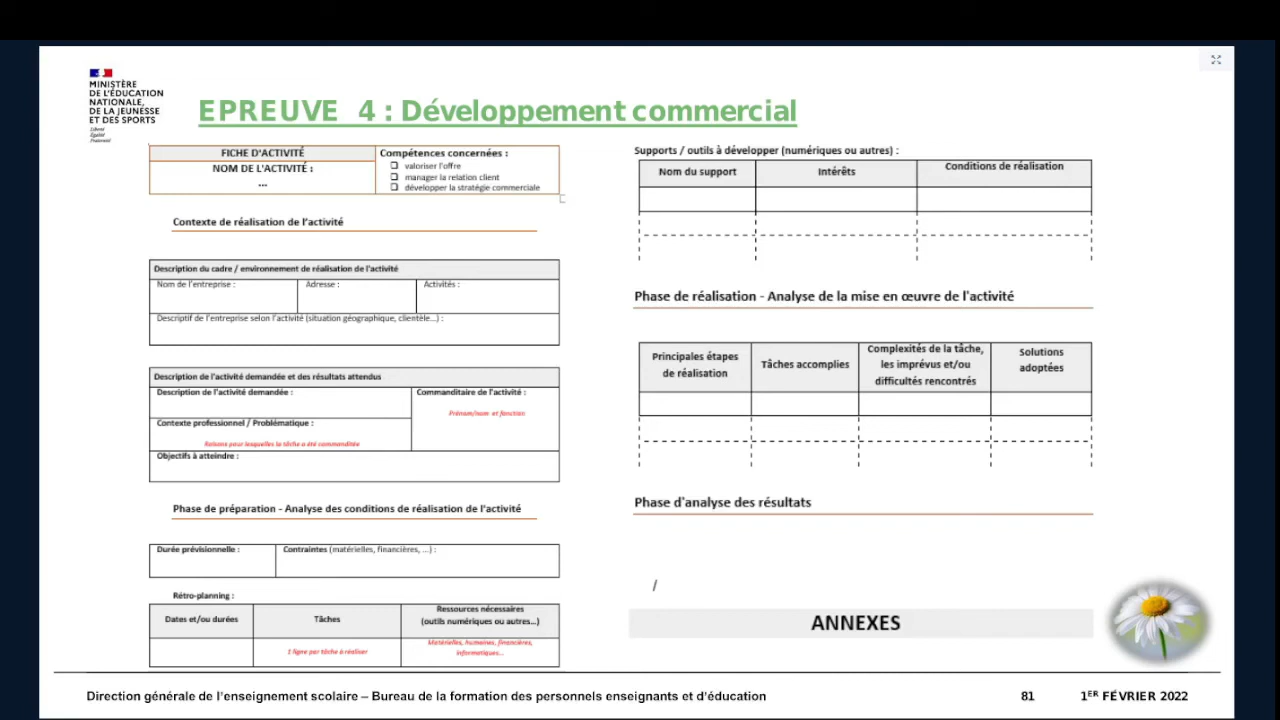 MINISTÈRE
DE L'ÉDUCATION
NATIONALE,
DE LA JEUNESSE
ET DES SPORTS
Liberté
Égalité
Fraternité
EPREUVE 4 : Développement commercial
FICHE D'ACTIVITÉ
NOM DE L'ACTIVITÉ :
...
Compétences concernées :
valoriser l'offre
manager la relation client
développer la stratégie commerciale
Contexte de réalisation de l'activité
Description du cadre / environnement de réalisation de l'activité
Nom de l'entreprise :
Adresse :
Activités :
Descriptif de l'entreprise selon l'activité (situation géographique, clientèle...) :
Description de l'activité demandée et des résultats attendus
Description de l'activité demandée :
Commanditaire de l'activité :
Prénom/nom et fonction
Contexte professionnel / Problématique :
Raisons pour lesquelles la tâche a été commanditée
Objectifs à atteindre :
Phase de préparation - Analyse des conditions de réalisation de l'activité
Durée prévisionnelle :
Contraintes (matérielles, financières, ...) :
Rétro-planning :
Dates et/ou durées
Tâches
Ressources nécessaires
(outils numériques ou autres...)
1 ligne par tâche à réaliser
Matérielles, humaines, financières,
informatiques...
Supports / outils à développer (numériques ou autres) :
Nom du support
Intérêts
Conditions de réalisation
Phase de réalisation - Analyse de la mise en œuvre de l'activité
Principales étapes
de réalisation
Tâches accomplies
Complexités de la tâche,
les imprévus et/ou
difficultés rencontrés
Solutions
adoptées
Phase d'analyse des résultats
/
ANNEXES
Direction générale de l'enseignement scolaire – Bureau de la formation des personnels enseignants et d'éducation
81
1ER FÉVRIER 2022